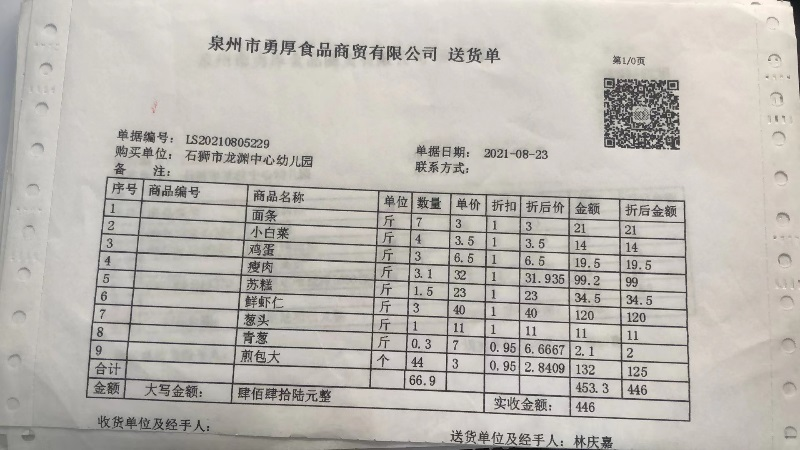 泉州市勇厚食品商贸有限公司 送货单
第1/0页
单据编号： LS20210805229 单据日期： 2021-08-23
购买单位： 石狮市龙渊中心幼儿园 联系方式：
备 注：
序号 商品编号 商品名称 单位 数量 单价 折扣 折后价 金额 折后金额
1 面条 斤 7 3 1 3 21 21
2 小白菜 斤 4 3.5 1 3.5 14 14
3 鸡蛋 斤 3 6.5 1 6.5 19.5 19.5
4 瘦肉 斤 3.1 32 1 31.935 99.2 99
5 苏糕 斤 1.5 23 1 23 34.5 34.5
6 鲜虾仁 斤 3 40 1 40 120 120
7 葱头 斤 1 11 1 11 11 11
8 青葱 斤 0.3 7 0.95 6.6667 2.1 2
9 煎包大 个 44 3 0.95 2.8409 132 125
合计 66.9 453.3 446
金额 大写金额： 肆佰肆拾陆元整 实收金额： 446
收货单位及经手人： 送货单位及经手人： 林庆嘉